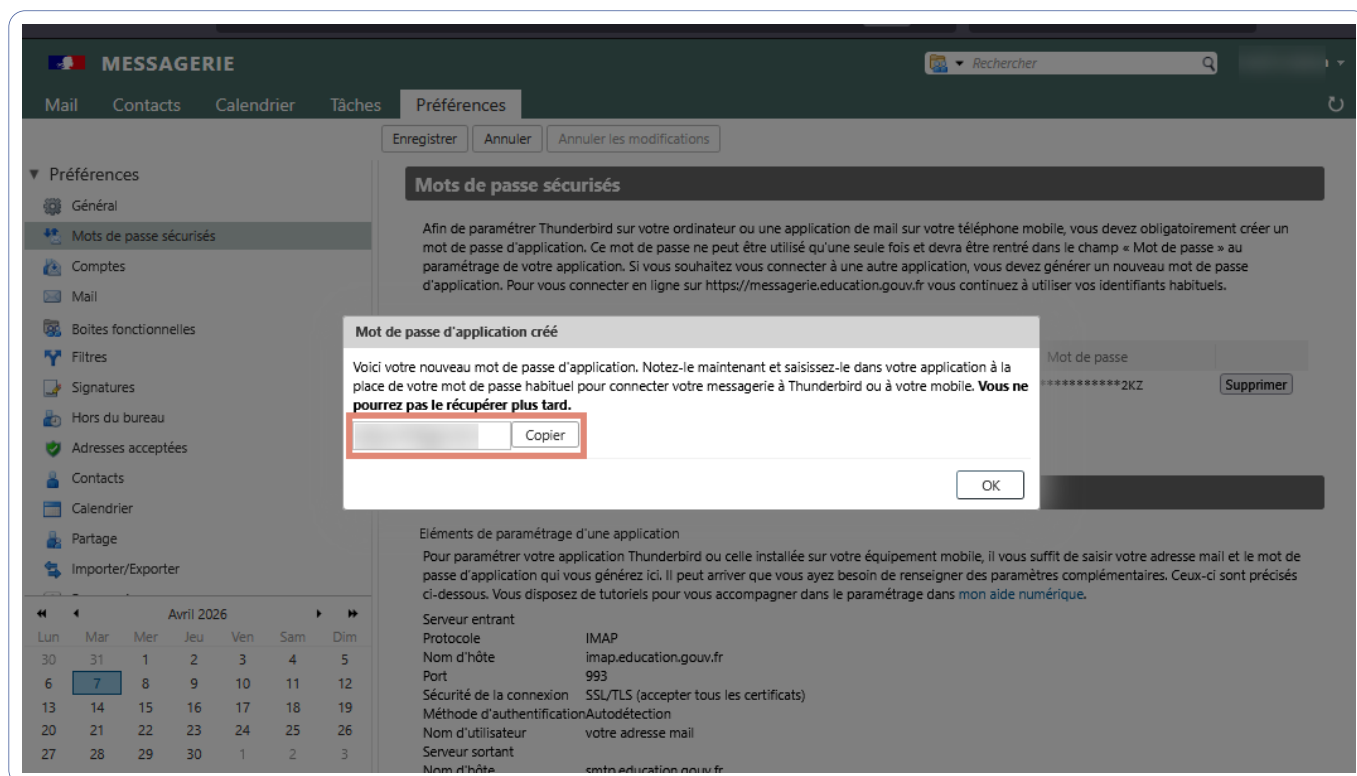 MESSAGERIE
Rechercher
Mail Contacts Calendrier Tâches Préférences
Enregistrer Annuler Annuler les modifications
Préférences
Général
Mots de passe sécurisés
Comptes
Mail
Boites fonctionnelles
Filtres
Signatures
Hors du bureau
Adresses acceptées
Contacts
Calendrier
Partage
Importer/Exporter
Avril 2026
Lun Mar Mer Jeu Ven Sam Dim
30 31 1 2 3 4 5
6 7 8 9 10 11 12
13 14 15 16 17 18 19
20 21 22 23 24 25 26
27 28 29 30 1 2 3
Mots de passe sécurisés
Afin de paramétrer Thunderbird sur votre ordinateur ou une application de mail sur votre téléphone mobile, vous devez obligatoirement créer un
mot de passe d'application. Ce mot de passe ne peut être utilisé qu'une seule fois et devra être rentré dans le champ « Mot de passe » au
paramétrage de votre application. Si vous souhaitez vous connecter à une autre application, vous devez générer un nouveau mot de passe
d'application. Pour vous connecter en ligne sur https://messagerie.education.gouv.fr vous continuez à utiliser vos identifiants habituels.
Mot de passe
***********2KZ Supprimer
Mot de passe d'application créé
Voici votre nouveau mot de passe d'application. Notez-le maintenant et saisissez-le dans votre application à la
place de votre mot de passe habituel pour connecter votre messagerie à Thunderbird ou à votre mobile. Vous ne
pourrez pas le récupérer plus tard.
Copier
OK
Eléments de paramétrage d'une application
Pour paramétrer votre application Thunderbird ou celle installée sur votre équipement mobile, il vous suffit de saisir votre adresse mail et le mot de
passe d'application qui vous générez ici. Il peut arriver que vous ayez besoin de renseigner des paramètres complémentaires. Ceux-ci sont précisés
ci-dessous. Vous disposez de tutoriels pour vous accompagner dans le paramétrage dans mon aide numérique.
Serveur entrant
Protocole IMAP
Nom d'hôte imap.education.gouv.fr
Port 993
Sécurité de la connexion SSL/TLS (accepter tous les certificats)
Méthode d'authentification Autodétection
Nom d'utilisateur votre adresse mail
Serveur sortant
Nom d'hôte smtp.education.gouv.fr